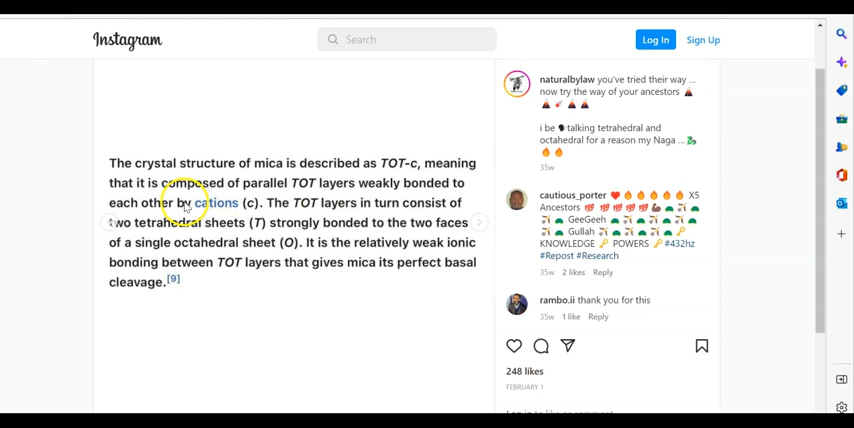 Instagram
Search
Log In
Sign Up
The crystal structure of mica is described as TOT-c, meaning
that it is composed of parallel TOT layers weakly bonded to
each other by cations (c). The TOT layers in turn consist of
two tetrahedral sheets (T) strongly bonded to the two faces
of a single octahedral sheet (O). It is the relatively weak ionic
bonding between TOT layers that gives mica its perfect basal
cleavage.[9]
naturalbylaw you've tried their way ...
now try the way of your ancestors 🌋
🌋 ☄️ 🌋 🌋
i be 🗣talking tetrahedral and
octahedral for a reason my Naga ... 🐉
🔥 🔥
35w
cautious_porter ❤️ 🔥 🔥 🔥 🔥 🔥 X5
Ancestors 💯 💯 💯 💯 💯 💪🏿
GeeGeeh
Gullah 🔑
KNOWLEDGE 🔑 POWERS 🔑 #432hz
#Repost #Research
35w 2 likes Reply
rambo.ii thank you for this
35w 1 like Reply
248 likes
FEBRUARY 1